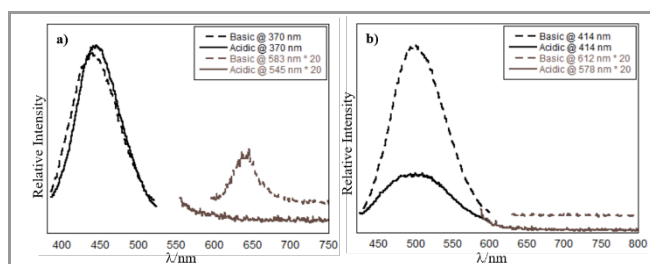 a)
Basic @ 370 nm
Acidic @ 370 nm
Basic @ 583 nm * 20
Acidic @ 545 nm * 20
Relative Intensity
400 450 500 550 600 650 700 750
λ/nm
b)
Basic @ 414 nm
Acidic @ 414nm
Basic @ 612 nm * 20
Acidic @ 578 nm * 20
Relative Intensity
450 500 550 600 650 700 750 800
λ/nm